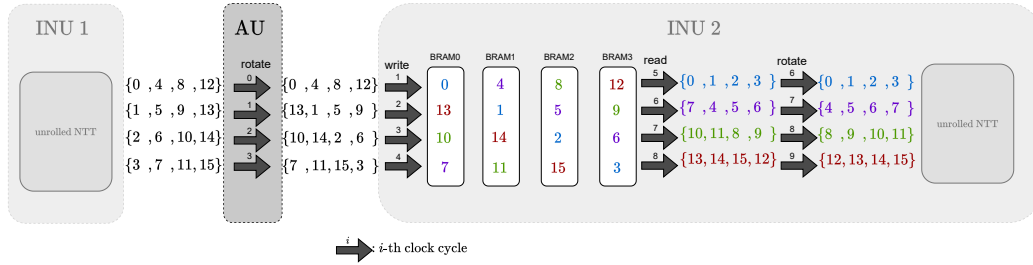 INU 1
AU
INU 2
BRAM0 BRAM1 BRAM2 BRAM3
rotate write read rotate
{0 , 4 , 8 , 12} 0 {0 , 4 , 8 , 12} 1 0 4 8 12 5 {0 , 1 , 2 , 3 } 6 {0 , 1 , 2 , 3 }
{1 , 5 , 9 , 13} 1 {13,1 , 5 , 9 } 2 13 1 5 9 6 {7 , 4 , 5 , 6 } 7 {4 , 5 , 6 , 7 }
unrolled NTT unrolled NTT
{2 , 6 , 10, 14} 2 {10, 14, 2 , 6 } 3 10 14 2 6 7 {10, 11, 8 , 9 } 8 {8 , 9 , 10, 11}
{3 , 7 , 11, 15} 3 {7 , 11, 15, 3 } 4 7 11 15 3 8 {13, 14, 15, 12} 9 {12, 13, 14, 15}
i : i-th clock cycle